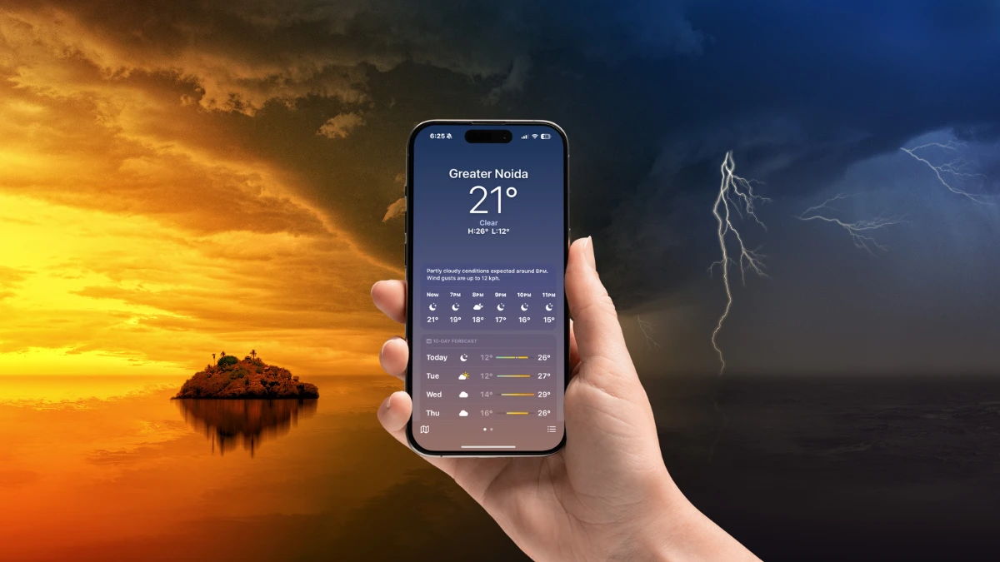 6:25
Greater Noida
21°
Clear
H:26° L:12°
Partly cloudy conditions expected around 8PM.
Wind gusts are up to 12 kph.
Now 7PM 8PM 9PM 10PM 11PM
21° 19° 18° 17° 16° 15°
10-DAY FORECAST
Today 12° 26°
Tue 12° 27°
Wed 14° 29°
Thu 16° 26°